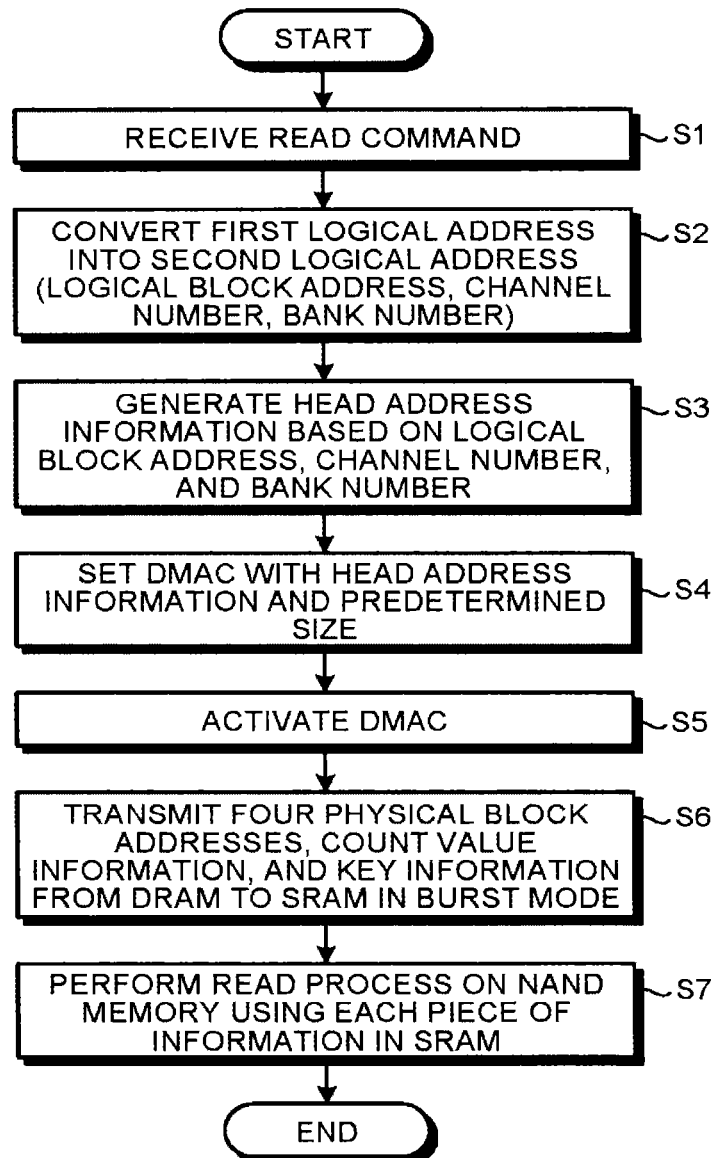 START
RECEIVE READ COMMAND
S1
CONVERT FIRST LOGICAL ADDRESS
INTO SECOND LOGICAL ADDRESS
(LOGICAL BLOCK ADDRESS, CHANNEL
NUMBER, BANK NUMBER)
S2
GENERATE HEAD ADDRESS
INFORMATION BASED ON LOGICAL
BLOCK ADDRESS, CHANNEL NUMBER,
AND BANK NUMBER
S3
SET DMAC WITH HEAD ADDRESS
INFORMATION AND PREDETERMINED
SIZE
S4
ACTIVATE DMAC
S5
TRANSMIT FOUR PHYSICAL BLOCK
ADDRESSES, COUNT VALUE
INFORMATION, AND KEY INFORMATION
FROM DRAM TO SRAM IN BURST MODE
S6
PERFORM READ PROCESS ON NAND
MEMORY USING EACH PIECE OF
INFORMATION IN SRAM
S7
END